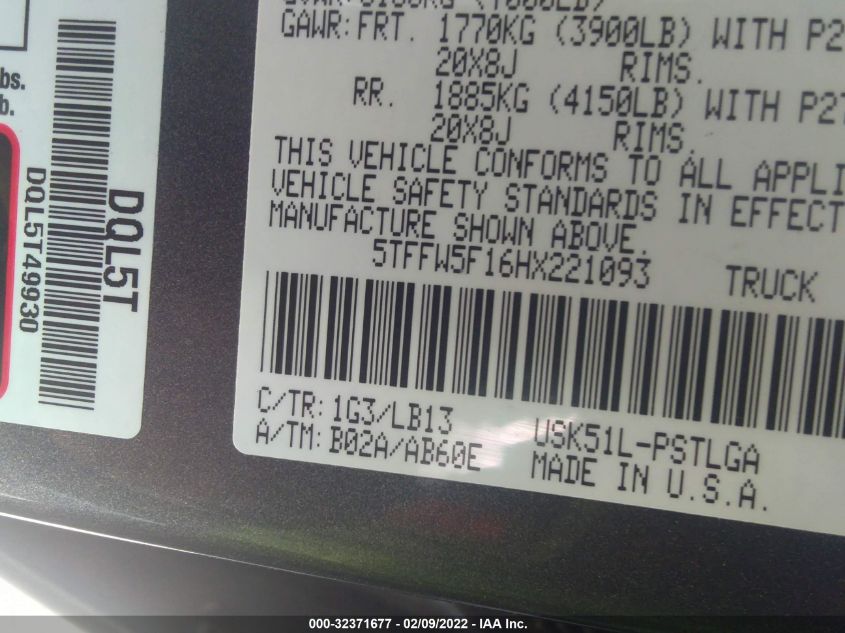 bs.
b.
DQL5T
DQL5T49930
GAWR: FRT. 1770KG (3900LB) WITH P2
20X8J RIMS.
RR. 1885KG (4150LB) WITH P27
20X8J RIMS.
THIS VEHICLE CONFORMS TO ALL APPLI
VEHICLE SAFETY STANDARDS IN EFFECT
MANUFACTURE SHOWN ABOVE.
5TFFW5F16HX221093 TRUCK
C/TR: 1G3/LB13 USK51L-PSTLGA
A/TM: B02A/AB60E MADE IN U.S.A.
000-32371677 - 02/09/2022 - IAA Inc.